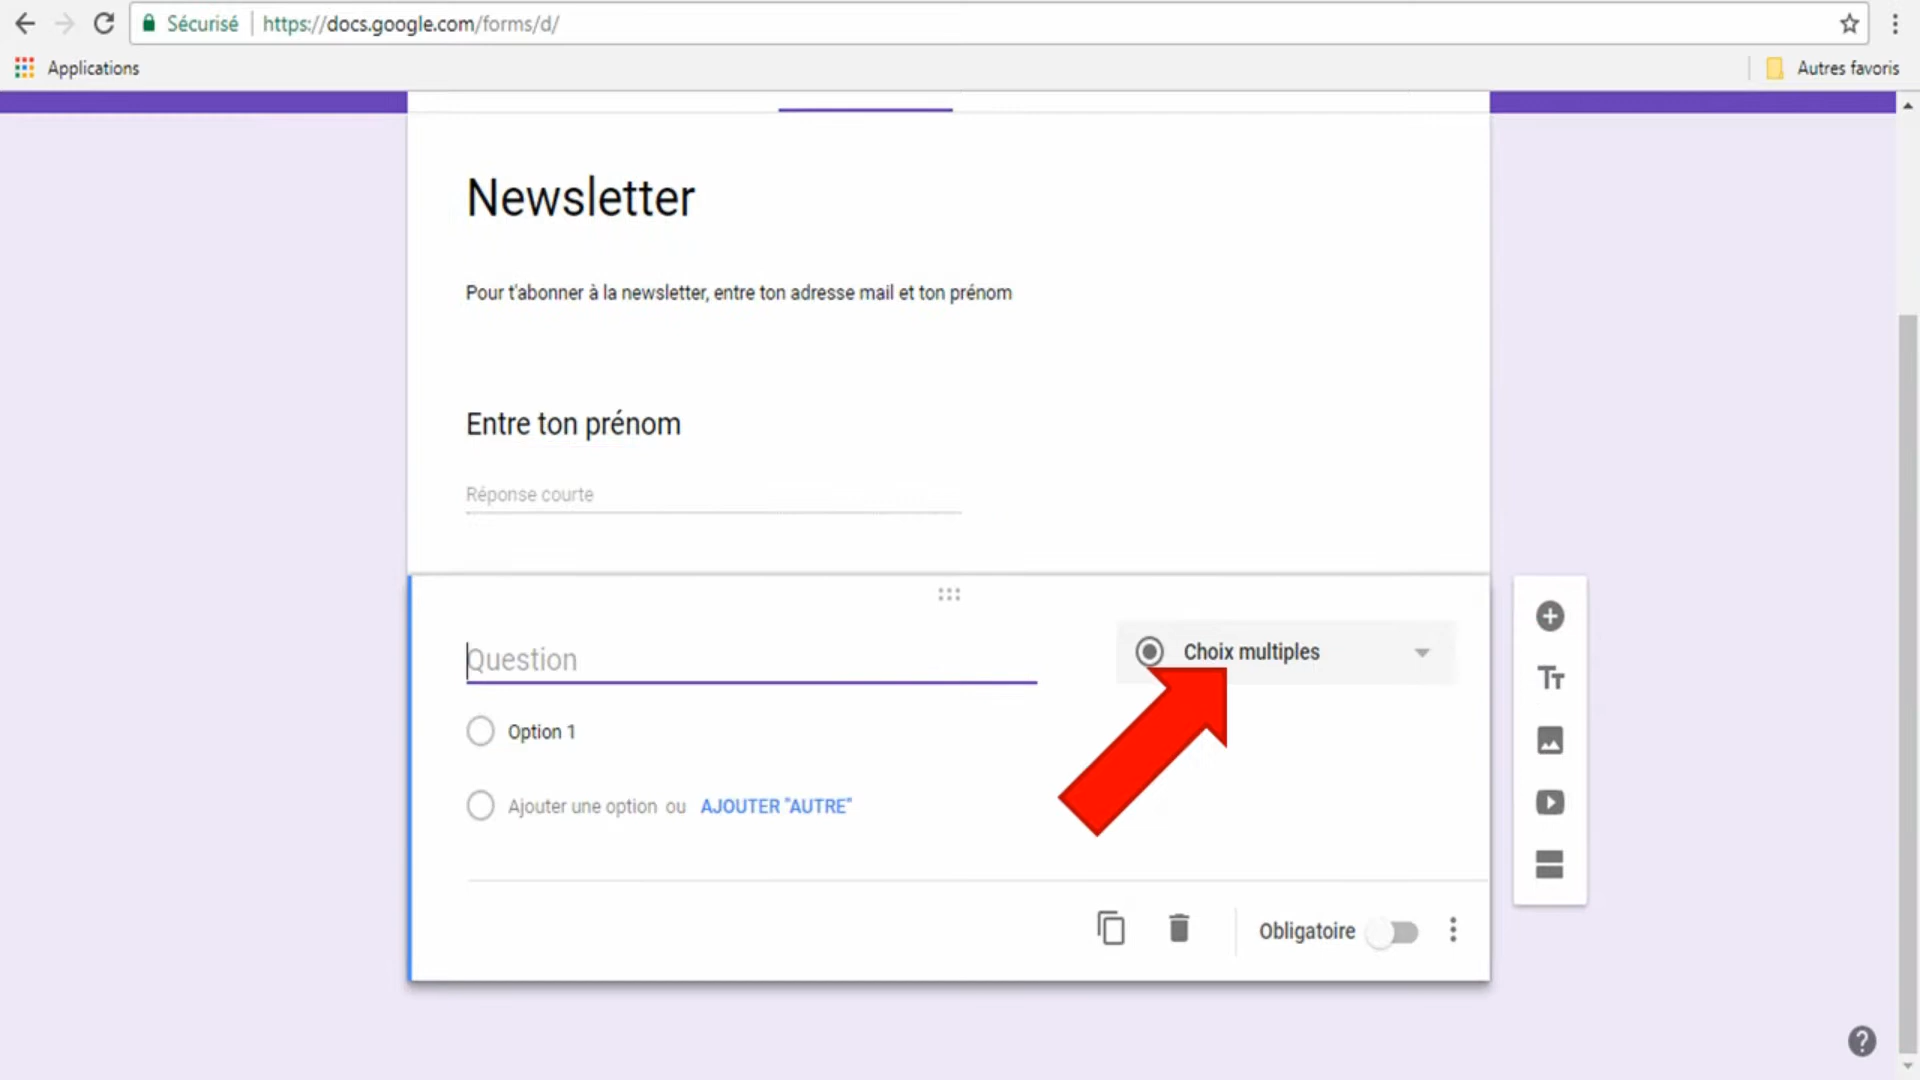 Sécurisé https://docs.google.com/forms/d/
Applications
Autres favoris
Newsletter
Pour t'abonner à la newsletter, entre ton adresse mail et ton prénom
Entre ton prénom
Réponse courte
Question
Choix multiples
Option 1
Ajouter une option ou AJOUTER "AUTRE"
Obligatoire